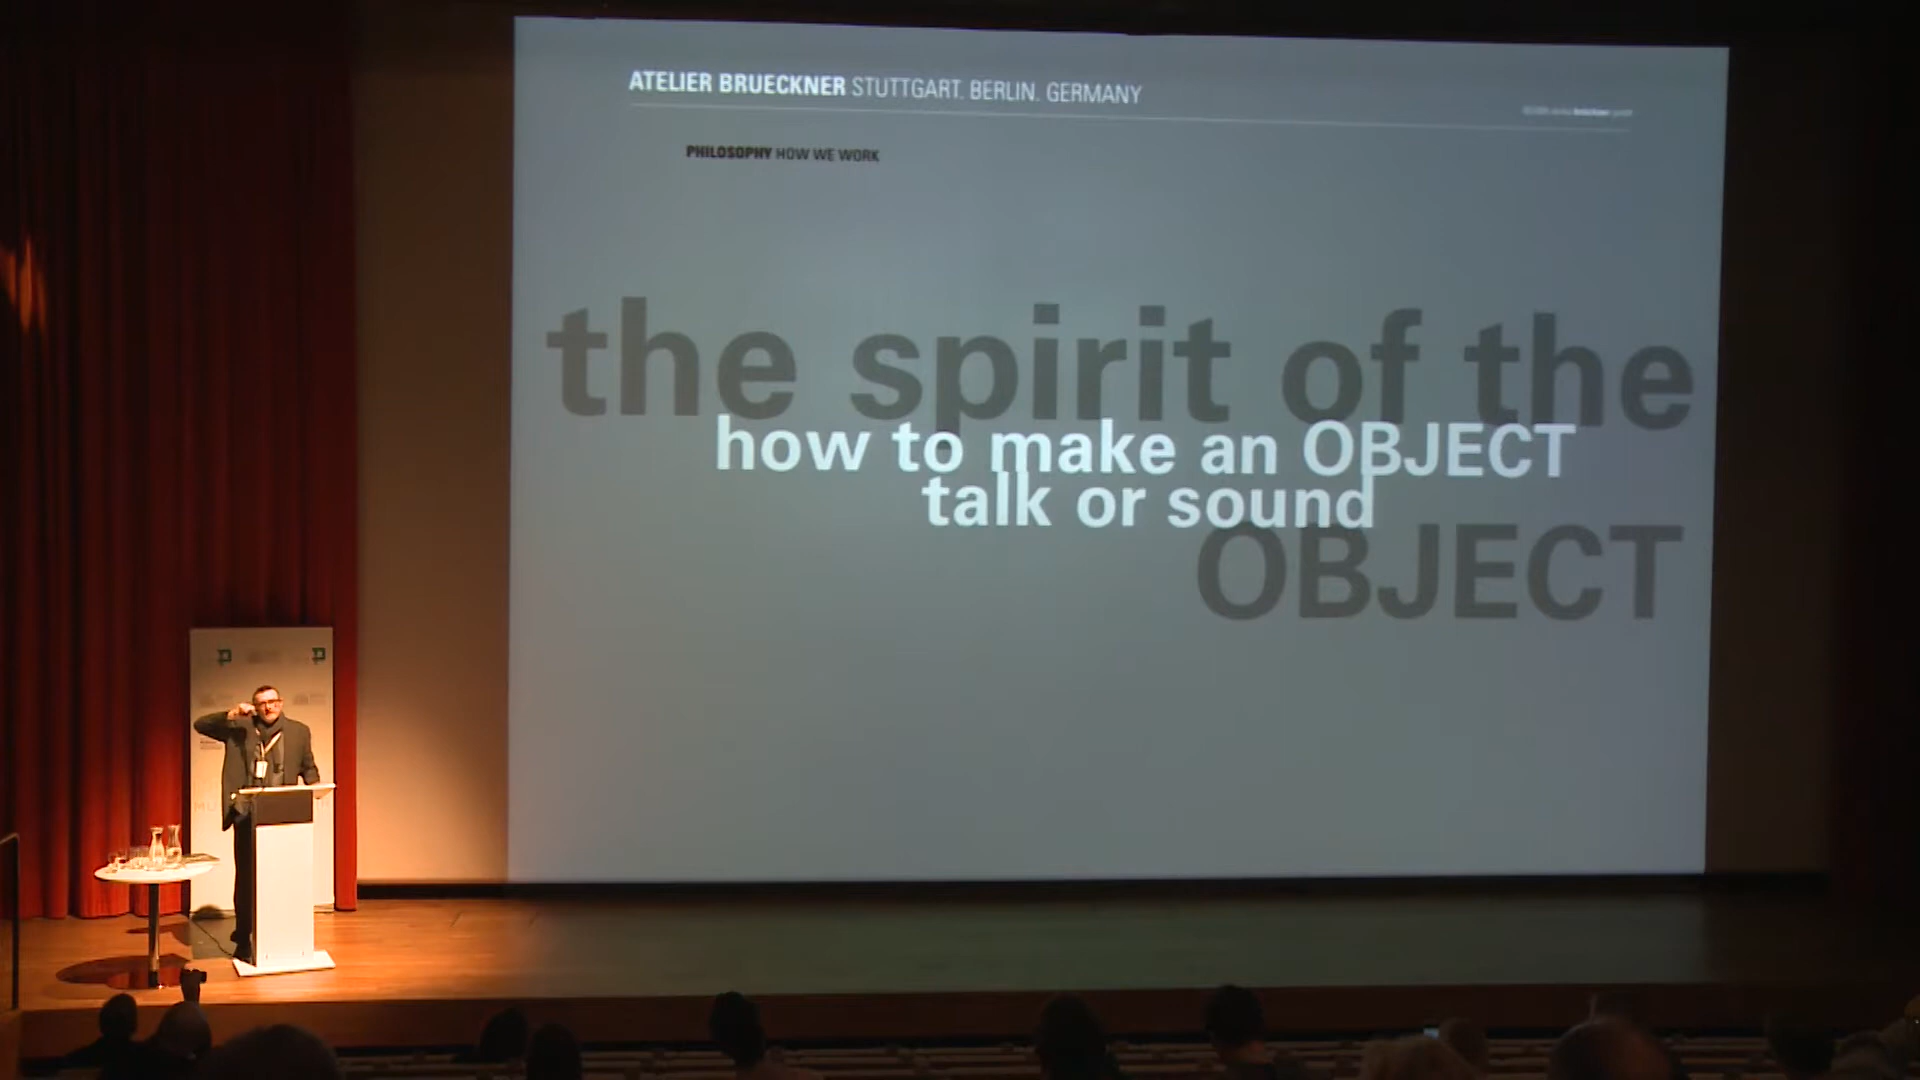 ATELIER BRUECKNER STUTTGART. BERLIN. GERMANY
PHILOSOPHY HOW WE WORK
the spirit of the
how to make an OBJECT
talk or sound
OBJECT